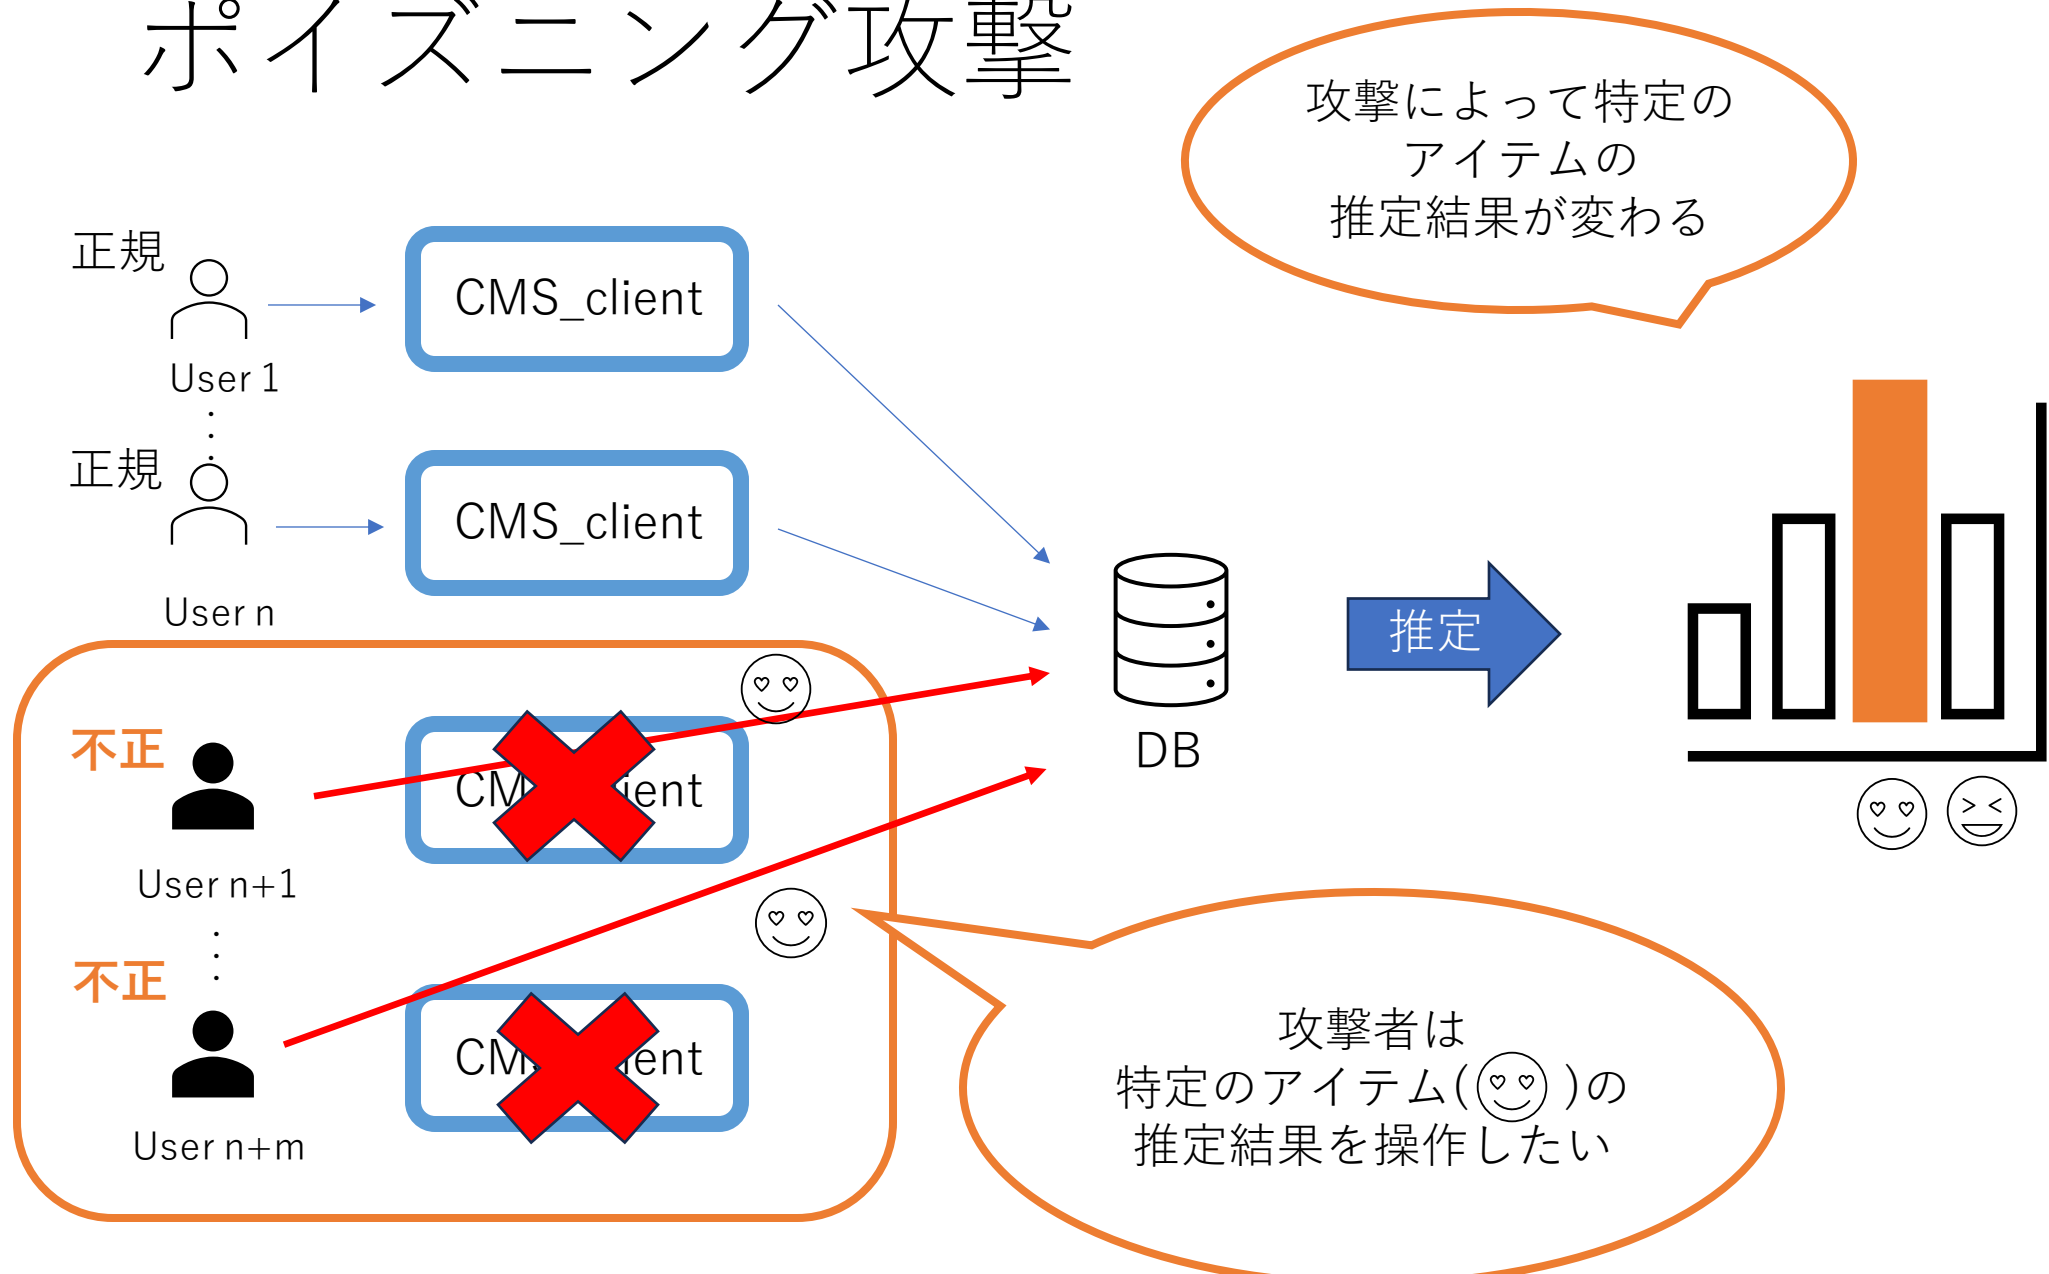 ポイズニング攻撃
攻撃によって特定の
アイテムの
推定結果が変わる
正規
CMS_client
User 1
正規
CMS_client
User n
推定
DB
不正
User n+1
不正
User n+m
攻撃者は
特定のアイテム( )の
推定結果を操作したい